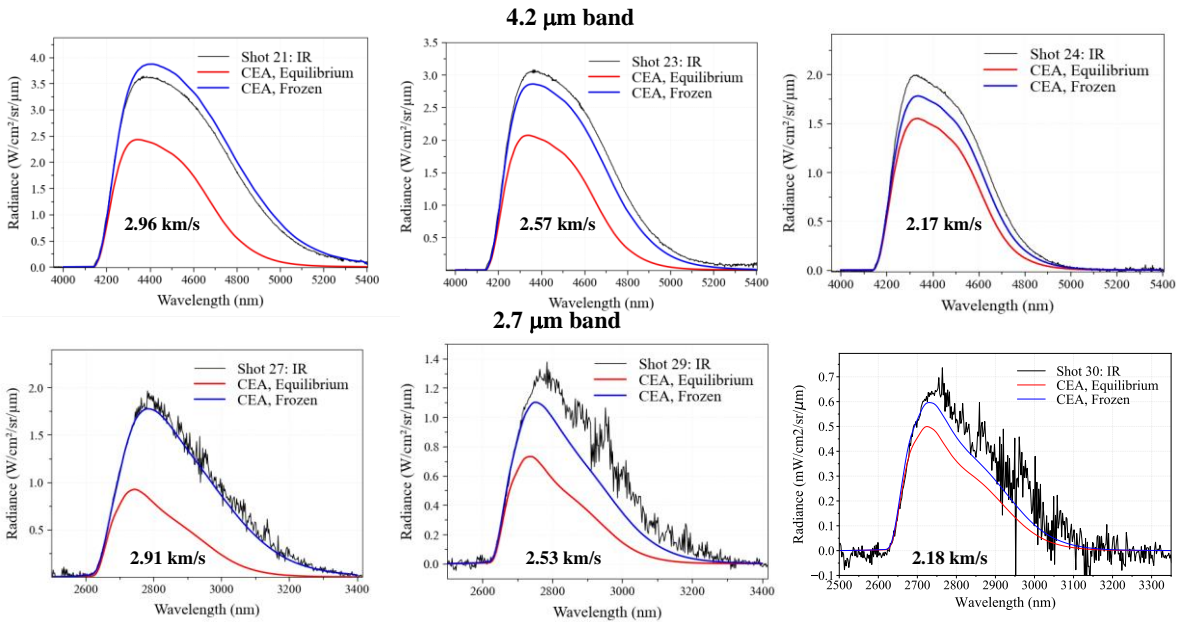 4.2 μm band
Shot 21: IR
CEA, Equilibrium
CEA, Frozen
2.96 km/s
Radiance (W/cm²/sr/μm)
4.0
3.5
3.0
2.5
2.0
1.5
1.0
0.5
0.0
4000 4200 4400 4600 4800 5000 5200 5400
Wavelength (nm)
Shot 23: IR
CEA, Equilibrium
CEA, Frozen
2.57 km/s
Radiance (W/cm²/sr/μm)
3.5
3.0
2.5
2.0
1.5
1.0
0.5
4000 4200 4400 4600 4800 5000 5200 5400
Wavelength (nm)
Shot 24: IR
CEA, Equilibrium
CEA, Frozen
2.17 km/s
Radiance (W/cm²/sr/μm)
2.0
1.5
1.0
0.5
0.0
4000 4200 4400 4600 4800 5000 5200 5400
Wavelength (nm)
2.7 μm band
Shot 27: IR
CEA, Equilibrium
CEA, Frozen
2.91 km/s
Radiance (W/cm²/sr/μm)
2.0
1.5
1.0
0.5
2600 2800 3000 3200 3400
Wavelength (nm)
Shot 29: IR
CEA, Equilibrium
CEA, Frozen
2.53 km/s
Radiance (W/cm²/sr/μm)
1.4
1.2
1.0
0.8
0.6
0.4
0.2
0.0
2600 2800 3000 3200 3400
Wavelength (nm)
Shot 30: IR
CEA, Equilibrium
CEA, Frozen
2.18 km/s
Radiance (mW/cm2/sr/μm)
0.7
0.6
0.5
0.4
0.3
0.2
0.1
0.0
−0.1
2500 2600 2700 2800 2900 3000 3100 3200 3300
Wavelength (nm)